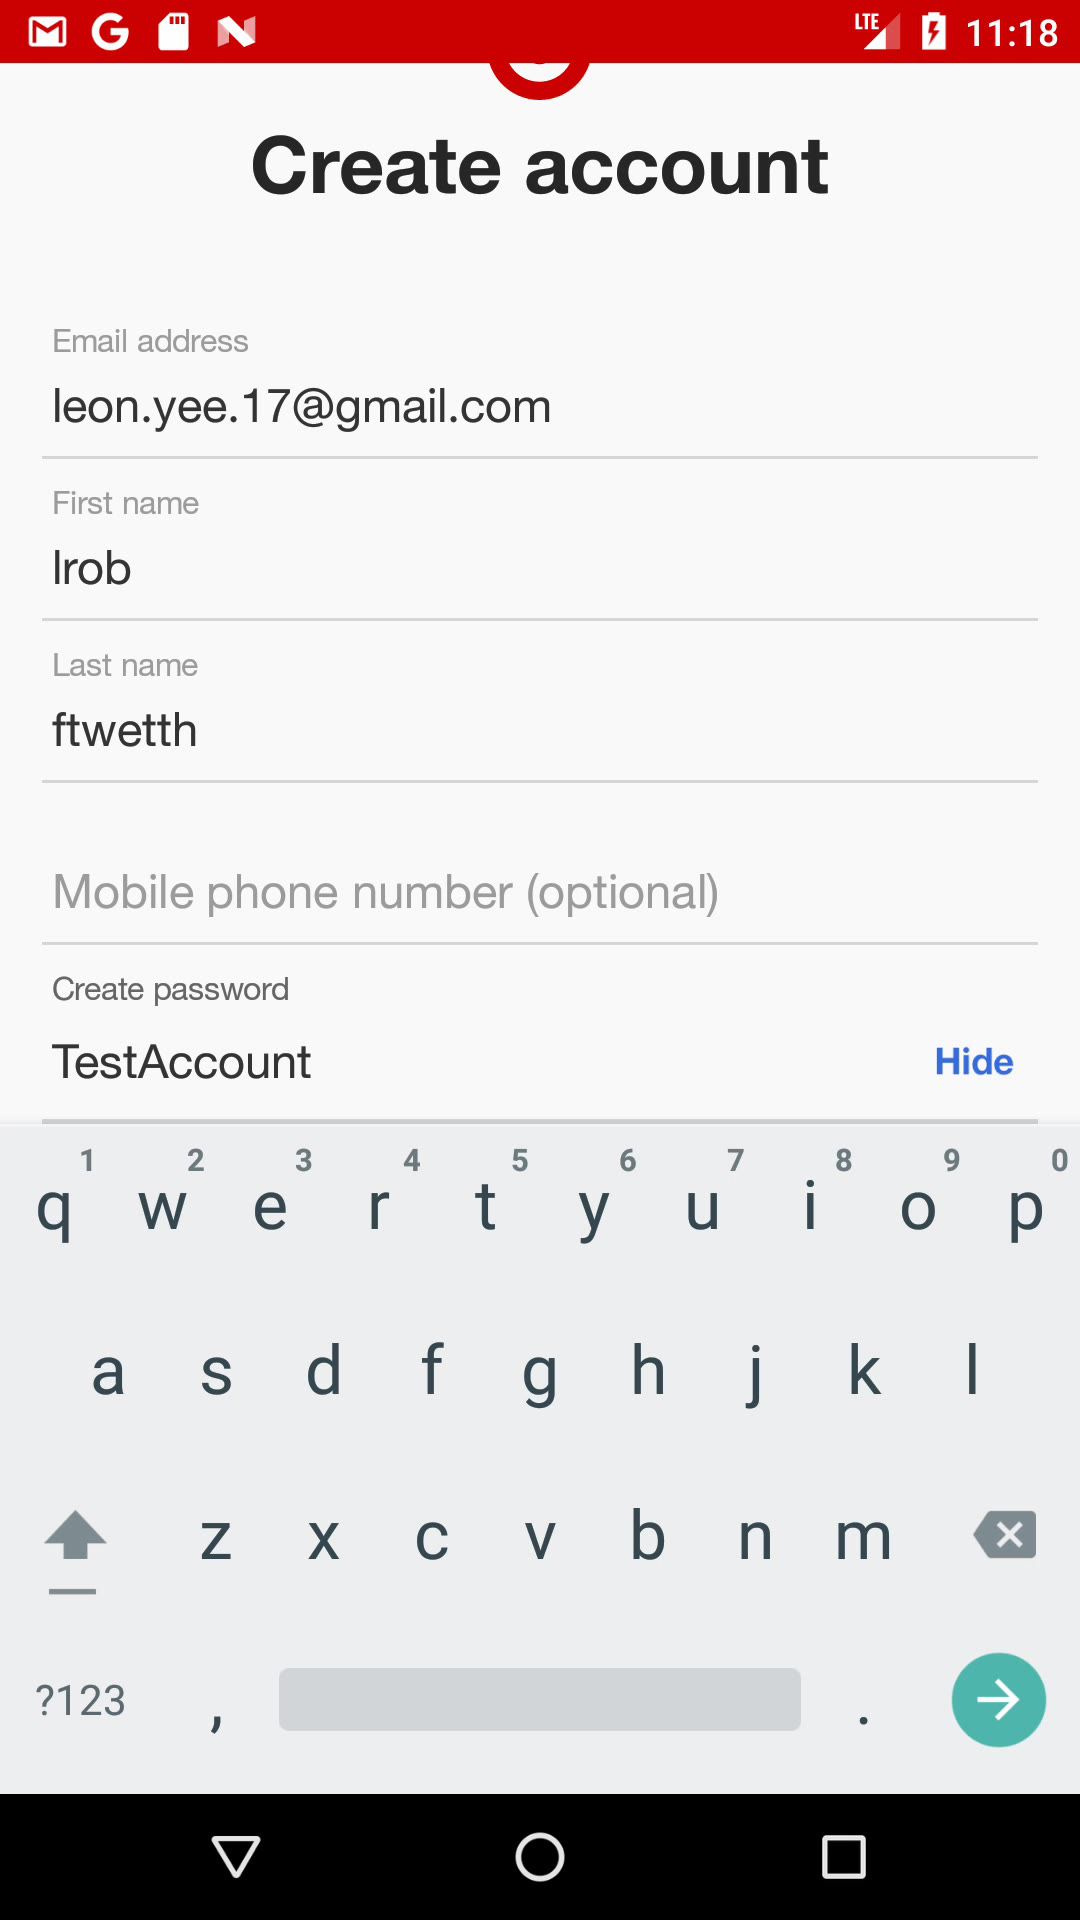 LTE 11:18
Create account
Email address
leon.yee.17@gmail.com
First name
lrob
Last name
ftwetth
Mobile phone number (optional)
Create password
TestAccount Hide
1 2 3 4 5 6 7 8 9 0
q w e r t y u i o p
a s d f g h j k l
z x c v b n m
?123 , .